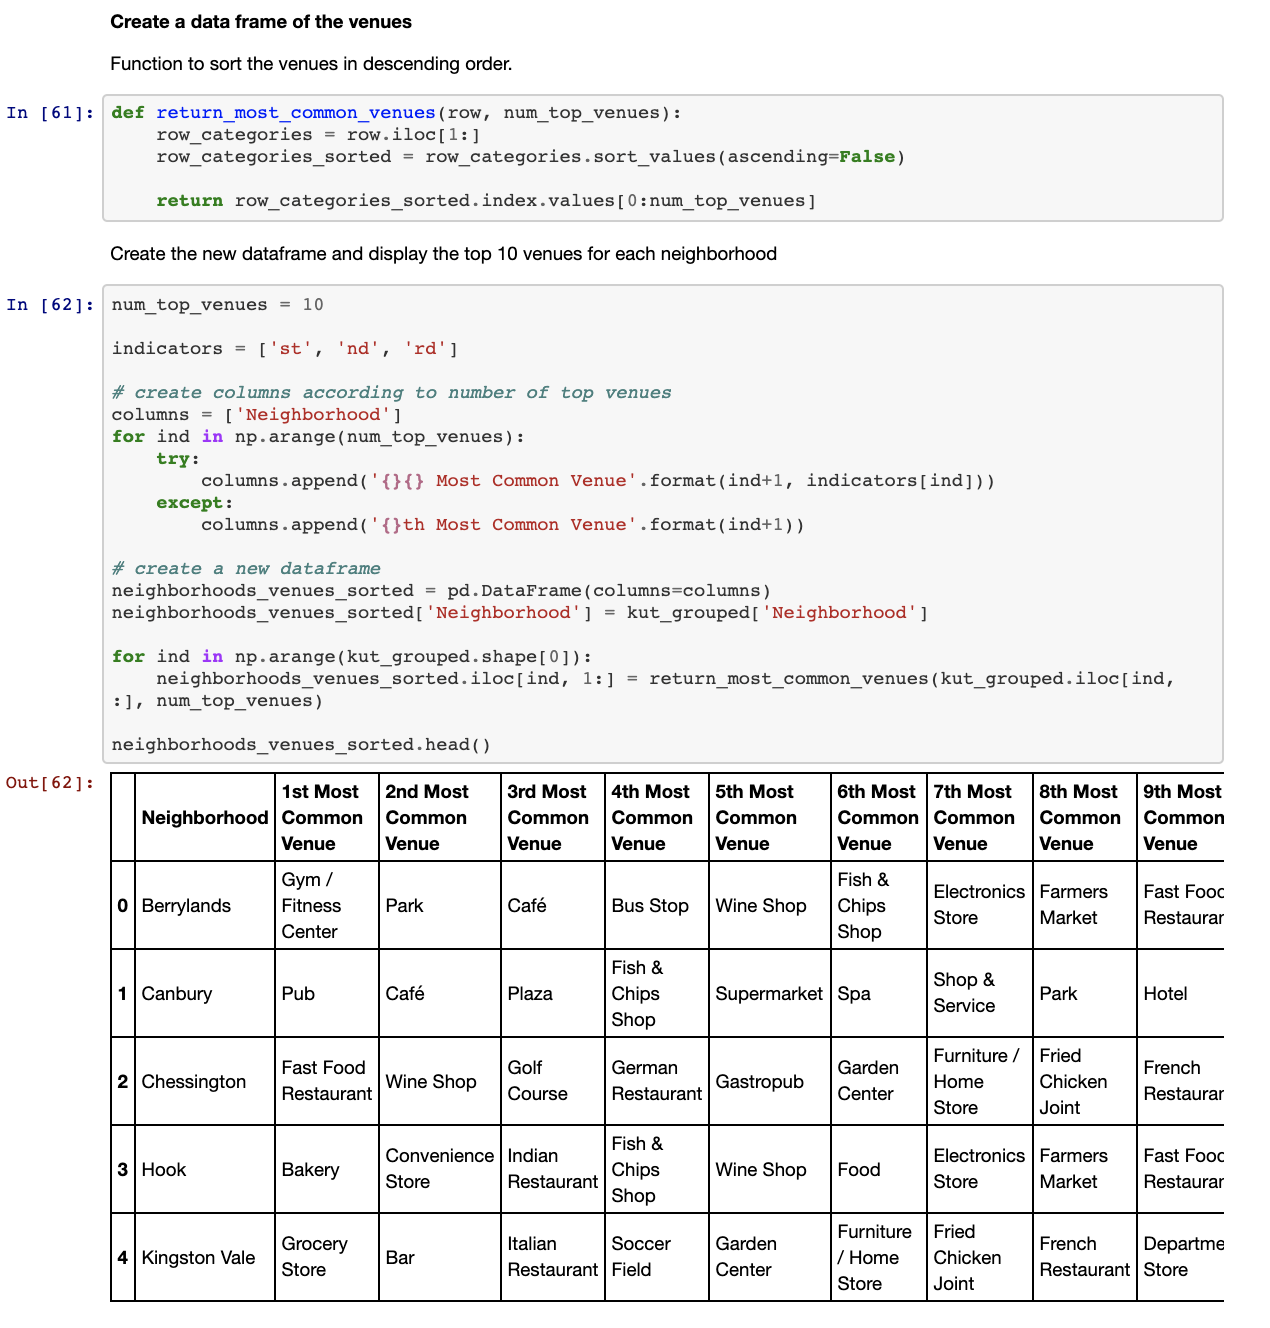 Create a data frame of the venues
Function to sort the venues in descending order.
In [61]:
def return_most_common_venues(row, num_top_venues):
    row_categories = row.iloc[1:]
    row_categories_sorted = row_categories.sort_values(ascending=False)
    return row_categories_sorted.index.values[0:num_top_venues]
Create the new dataframe and display the top 10 venues for each neighborhood
In [62]:
num_top_venues = 10
indicators = ['st', 'nd', 'rd']
# create columns according to number of top venues
columns = ['Neighborhood']
for ind in np.arange(num_top_venues):
    try:
        columns.append('{}{} Most Common Venue'.format(ind+1, indicators[ind]))
    except:
        columns.append('{}th Most Common Venue'.format(ind+1))
# create a new dataframe
neighborhoods_venues_sorted = pd.DataFrame(columns=columns)
neighborhoods_venues_sorted['Neighborhood'] = kut_grouped['Neighborhood']
for ind in np.arange(kut_grouped.shape[0]):
    neighborhoods_venues_sorted.iloc[ind, 1:] = return_most_common_venues(kut_grouped.iloc[ind,
:], num_top_venues)
neighborhoods_venues_sorted.head()
Out[62]:
Neighborhood
1st Most
Common
Venue
2nd Most
Common
Venue
3rd Most
Common
Venue
4th Most
Common
Venue
5th Most
Common
Venue
6th Most
Common
Venue
7th Most
Common
Venue
8th Most
Common
Venue
9th Most
Common
Venue
0
Berrylands
Gym /
Fitness
Center
Park
Café
Bus Stop
Wine Shop
Fish &
Chips
Shop
Electronics
Store
Farmers
Market
Fast Food
Restaurar
1
Canbury
Pub
Café
Plaza
Fish &
Chips
Shop
Supermarket
Spa
Shop &
Service
Park
Hotel
2
Chessington
Fast Food
Restaurant
Wine Shop
Golf
Course
German
Restaurant
Gastropub
Garden
Center
Furniture /
Home
Store
Fried
Chicken
Joint
French
Restaurar
3
Hook
Bakery
Convenience
Store
Indian
Restaurant
Fish &
Chips
Shop
Wine Shop
Food
Electronics
Store
Farmers
Market
Fast Food
Restaurar
4
Kingston Vale
Grocery
Store
Bar
Italian
Restaurant
Soccer
Field
Garden
Center
Furniture
/ Home
Store
Fried
Chicken
Joint
French
Restaurant
Departme
Store